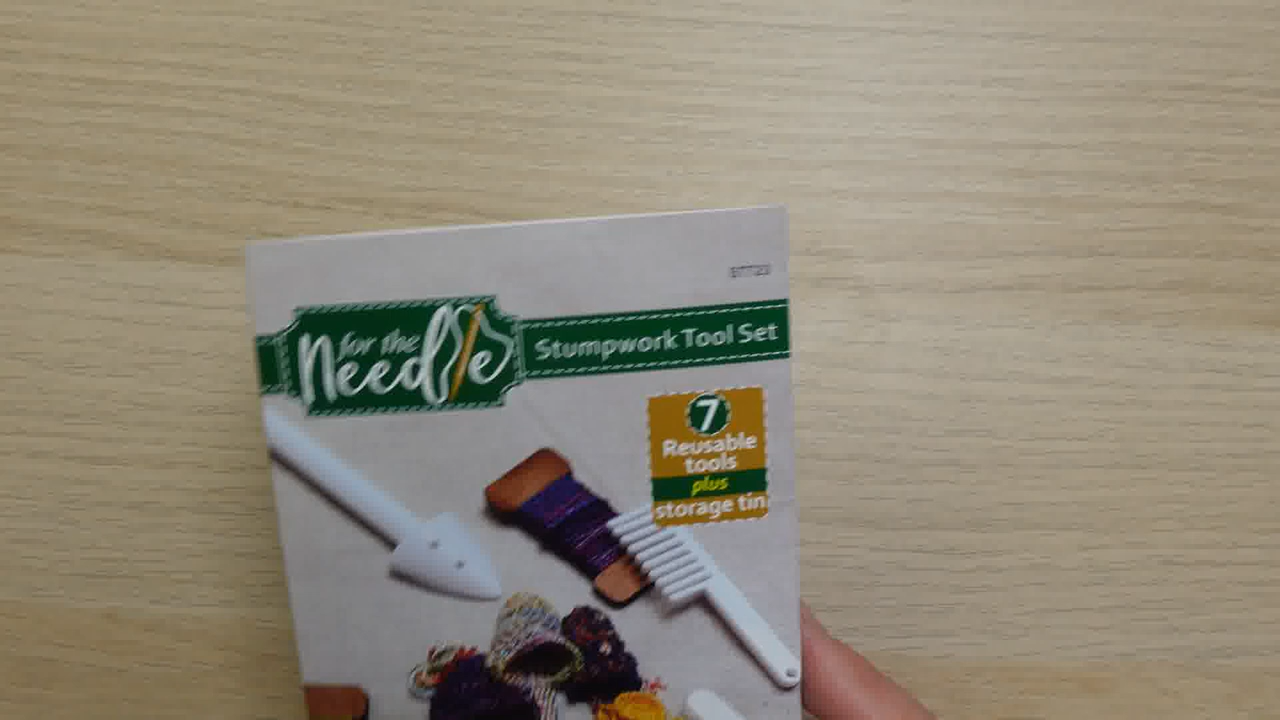 for the
Needle
Stumpwork Tool Set
7
Reusable
tools
plus
storage tin